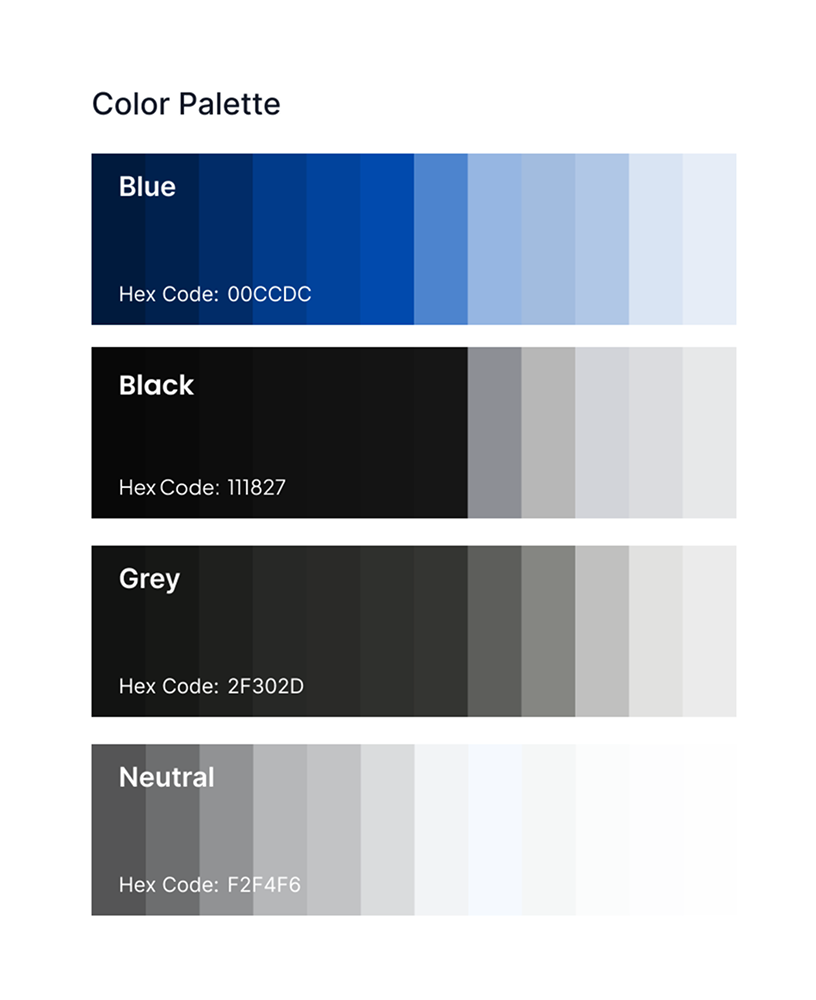 Color Palette
Blue
Hex Code: 00CCDC
Black
Hex Code: 111827
Grey
Hex Code: 2F302D
Neutral
Hex Code: F2F4F6